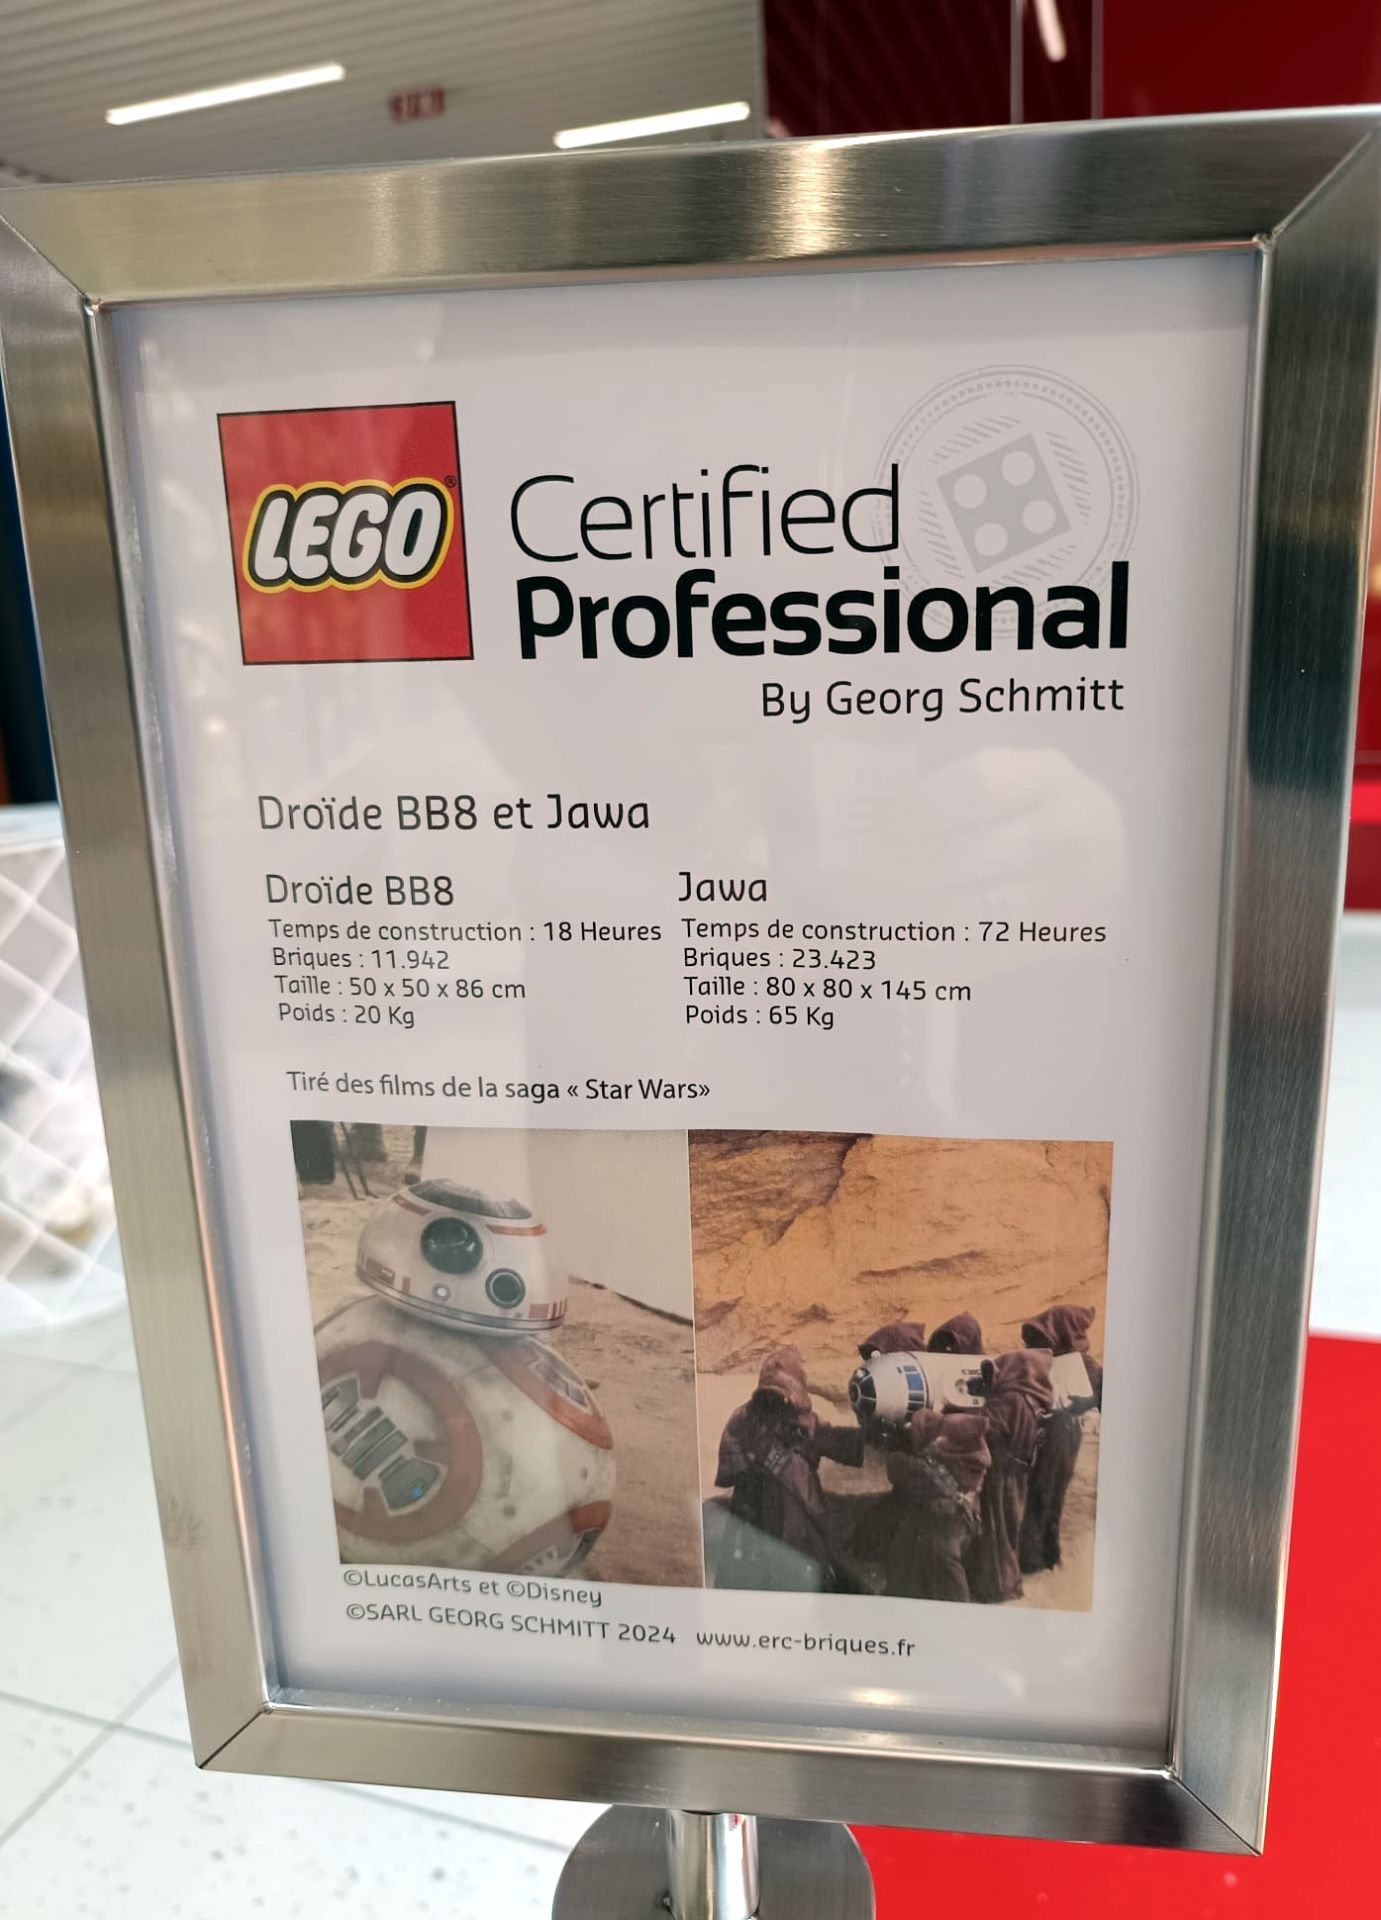 LEGO®
Certified
Professional
By Georg Schmitt
Droïde BB8 et Jawa
Droïde BB8
Temps de construction : 18 Heures
Briques : 11.942
Taille : 50 x 50 x 86 cm
Poids : 20 Kg
Jawa
Temps de construction : 72 Heures
Briques : 23.423
Taille : 80 x 80 x 145 cm
Poids : 65 Kg
Tiré des films de la saga « Star Wars»
©LucasArts et ©Disney
©SARL GEORG SCHMITT 2024 www.erc-briques.fr